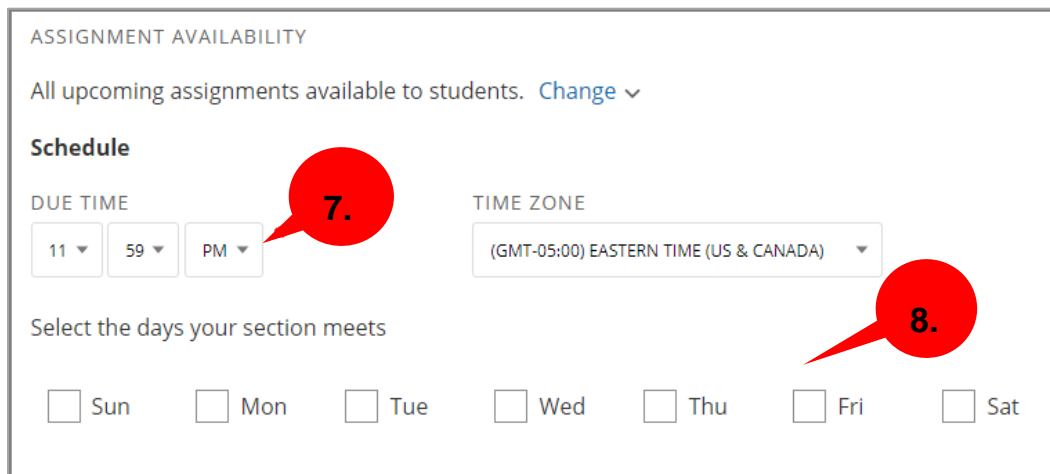 ASSIGNMENT AVAILABILITY
All upcoming assignments available to students. Change
Schedule
7.
DUE TIME TIME ZONE
11 59 PM (GMT-05:00) EASTERN TIME (US & CANADA)
8.
Select the days your section meets
Sun Mon Tue Wed Thu Fri Sat